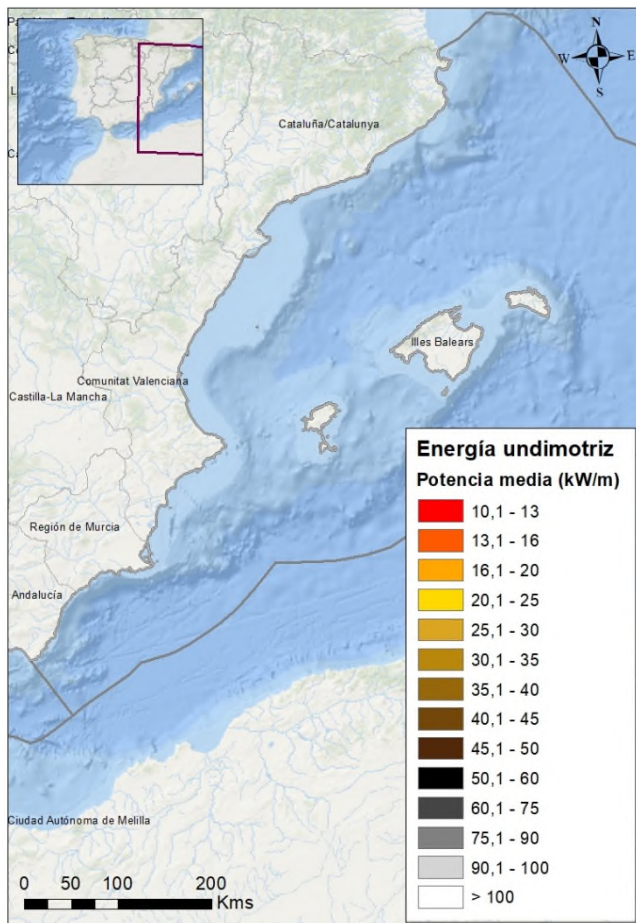 N
W E
S
Cataluña/Catalunya
Illes Balears
Comunitat Valenciana
Castilla-La Mancha
Región de Murcia
Andalucía
Ciudad Autónoma de Melilla
0 25 50 100 200
Kms
Energía undimotriz
Potencia media (kW/m)
10,1 - 13
13,1 - 16
16,1 - 20
20,1 - 25
25,1 - 30
30,1 - 35
35,1 - 40
40,1 - 45
45,1 - 50
50,1 - 60
60,1 - 75
75,1 - 90
90,1 - 100
> 100